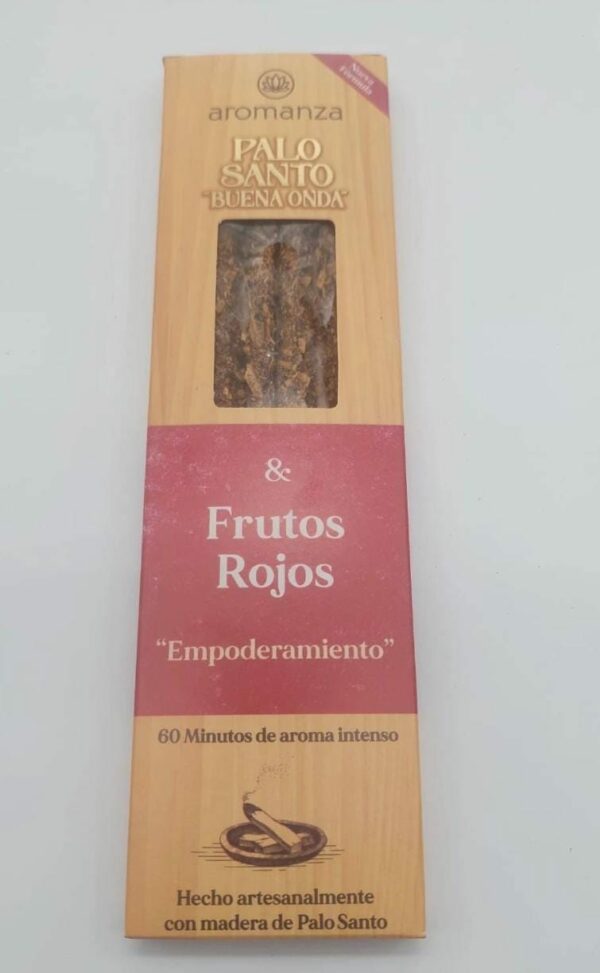 Nueva
Fórmula
aromanza
PALO
SANTO
"BUENA ONDA"
&
Frutos
Rojos
“Empoderamiento”
60 Minutos de aroma intenso
Hecho artesanalmente
con madera de Palo Santo